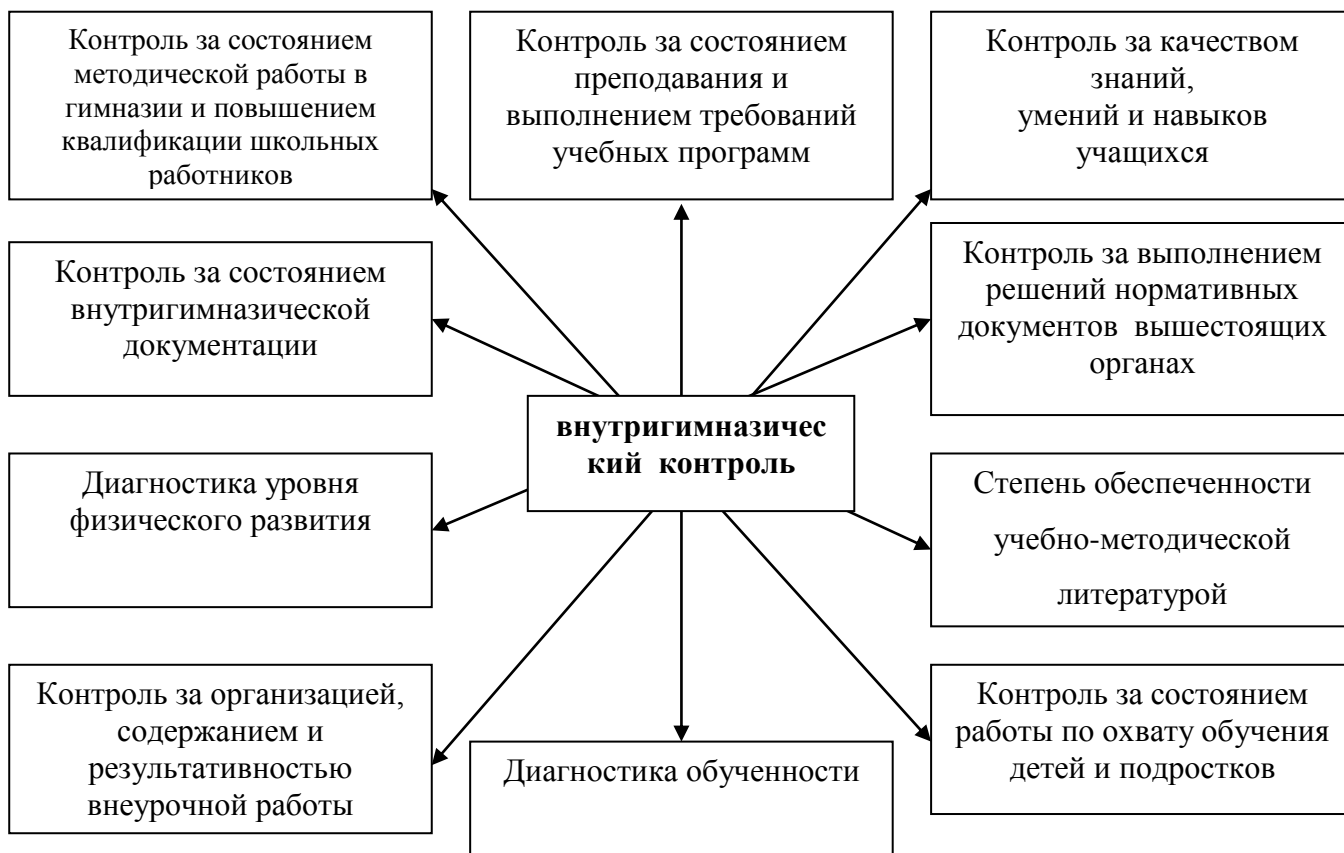 Контроль за состоянием
методической работы в
гимназии и повышением
квалификации школьных
работников
Контроль за состоянием
преподавания и
выполнением требований
учебных программ
Контроль за качеством
знаний,
умений и навыков
учащихся
Контроль за состоянием
внутригимназической
документации
Контроль за выполнением
решений нормативных
документов вышестоящих
органах
внутригимназичес
кий контроль
Диагностика уровня
физического развития
Степень обеспеченности
учебно-методической
литературой
Контроль за организацией,
содержанием и
результативностью
внеурочной работы
Диагностика обученности
Контроль за состоянием
работы по охвату обучения
детей и подростков